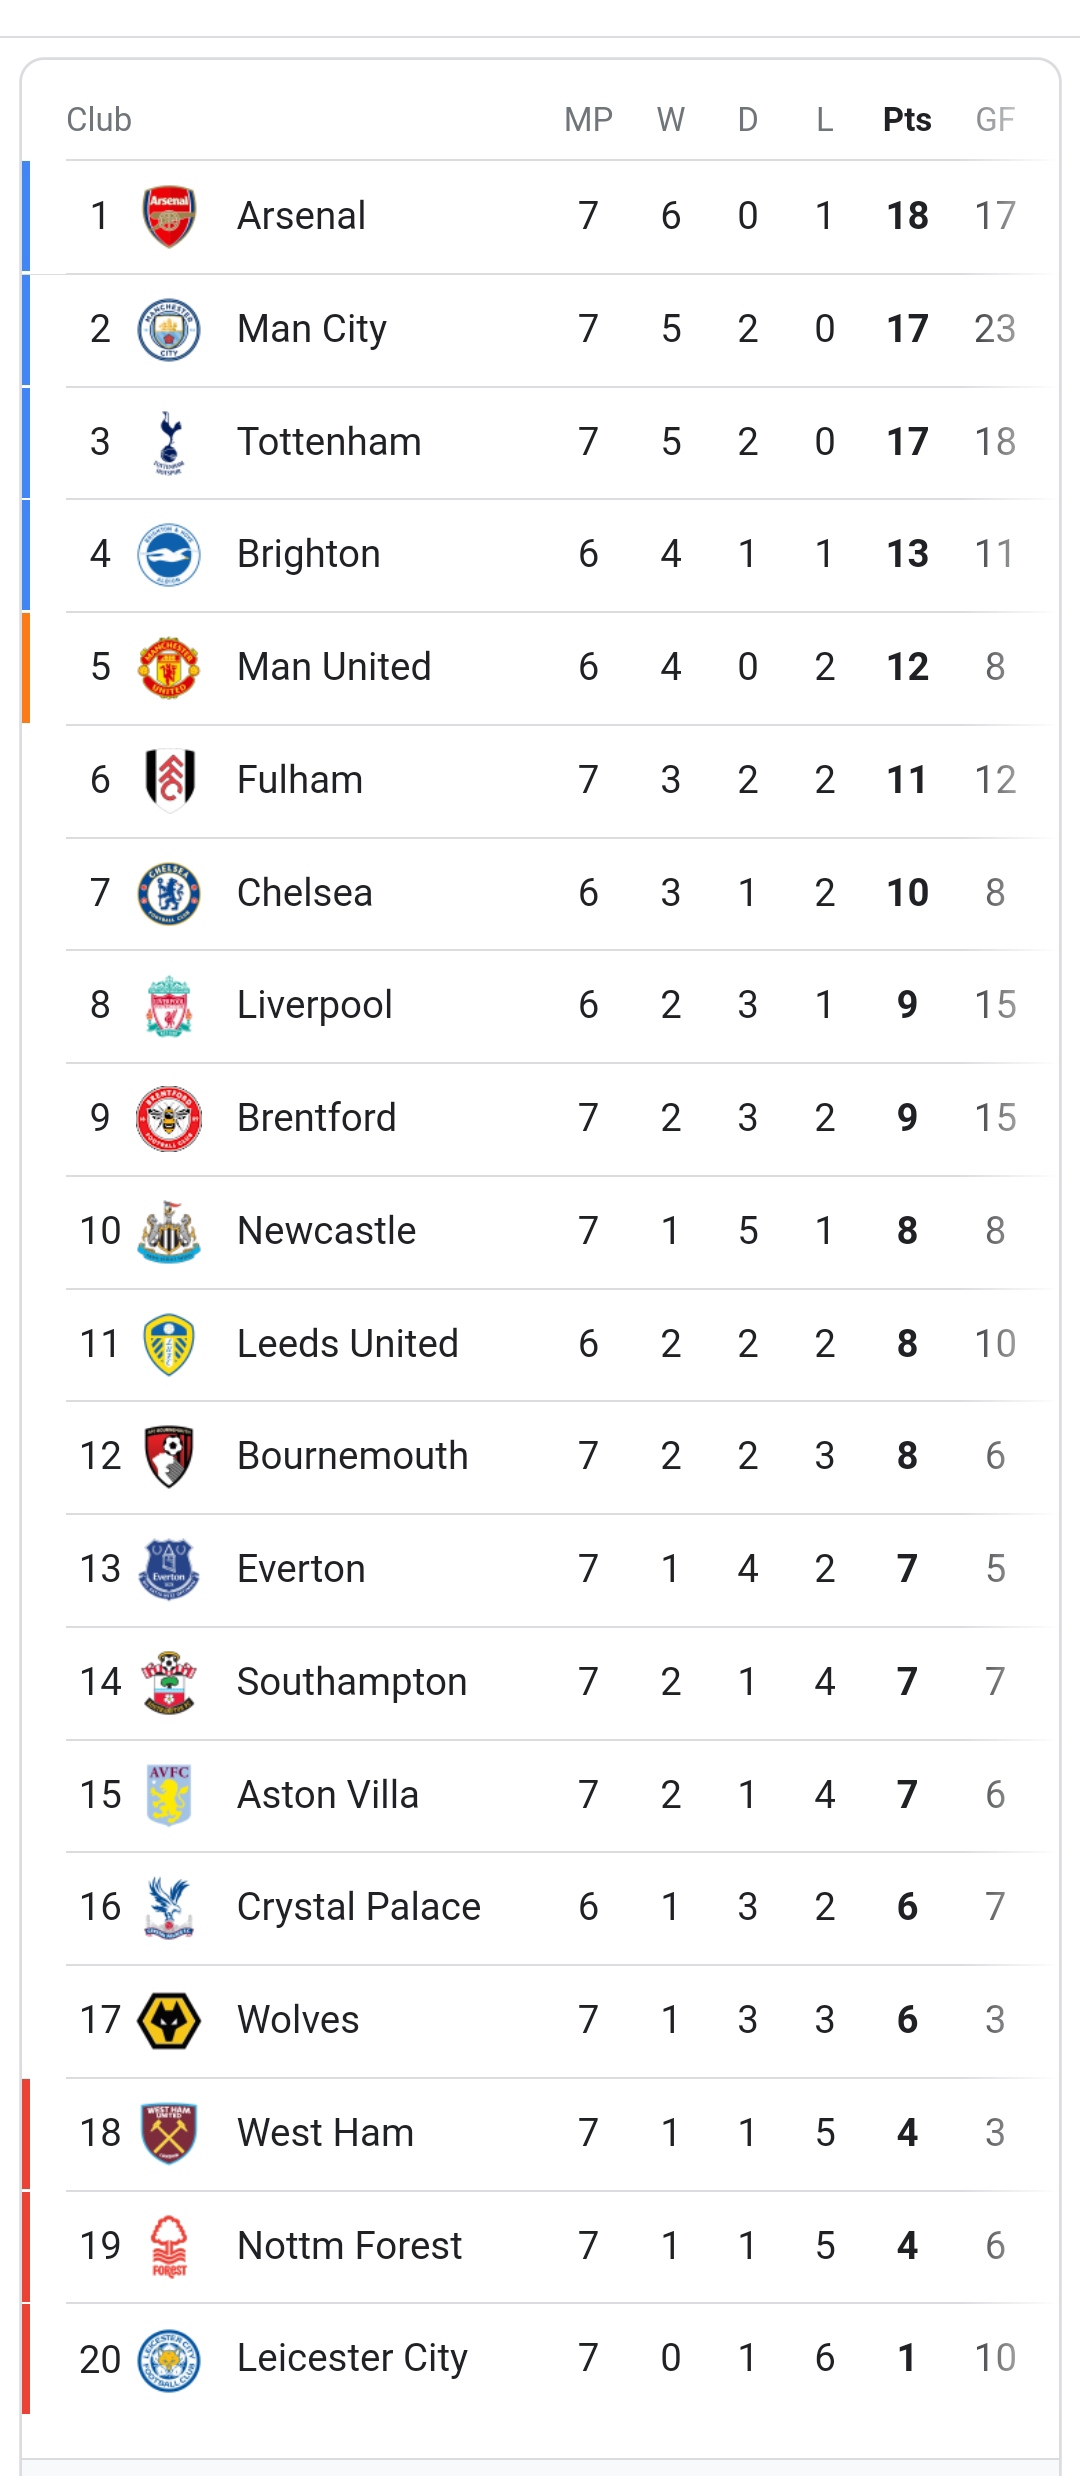 Club MP W D L Pts GF
1 Arsenal 7 6 0 1 18 17
2 Man City 7 5 2 0 17 23
3 Tottenham 7 5 2 0 17 18
4 Brighton 6 4 1 1 13 11
5 Man United 6 4 0 2 12 8
6 Fulham 7 3 2 2 11 12
7 Chelsea 6 3 1 2 10 8
8 Liverpool 6 2 3 1 9 15
9 Brentford 7 2 3 2 9 15
10 Newcastle 7 1 5 1 8 8
11 Leeds United 6 2 2 2 8 10
12 Bournemouth 7 2 2 3 8 6
13 Everton 7 1 4 2 7 5
14 Southampton 7 2 1 4 7 7
15 Aston Villa 7 2 1 4 7 6
16 Crystal Palace 6 1 3 2 6 7
17 Wolves 7 1 3 3 6 3
18 West Ham 7 1 1 5 4 3
19 Nottm Forest 7 1 1 5 4 6
20 Leicester City 7 0 1 6 1 10